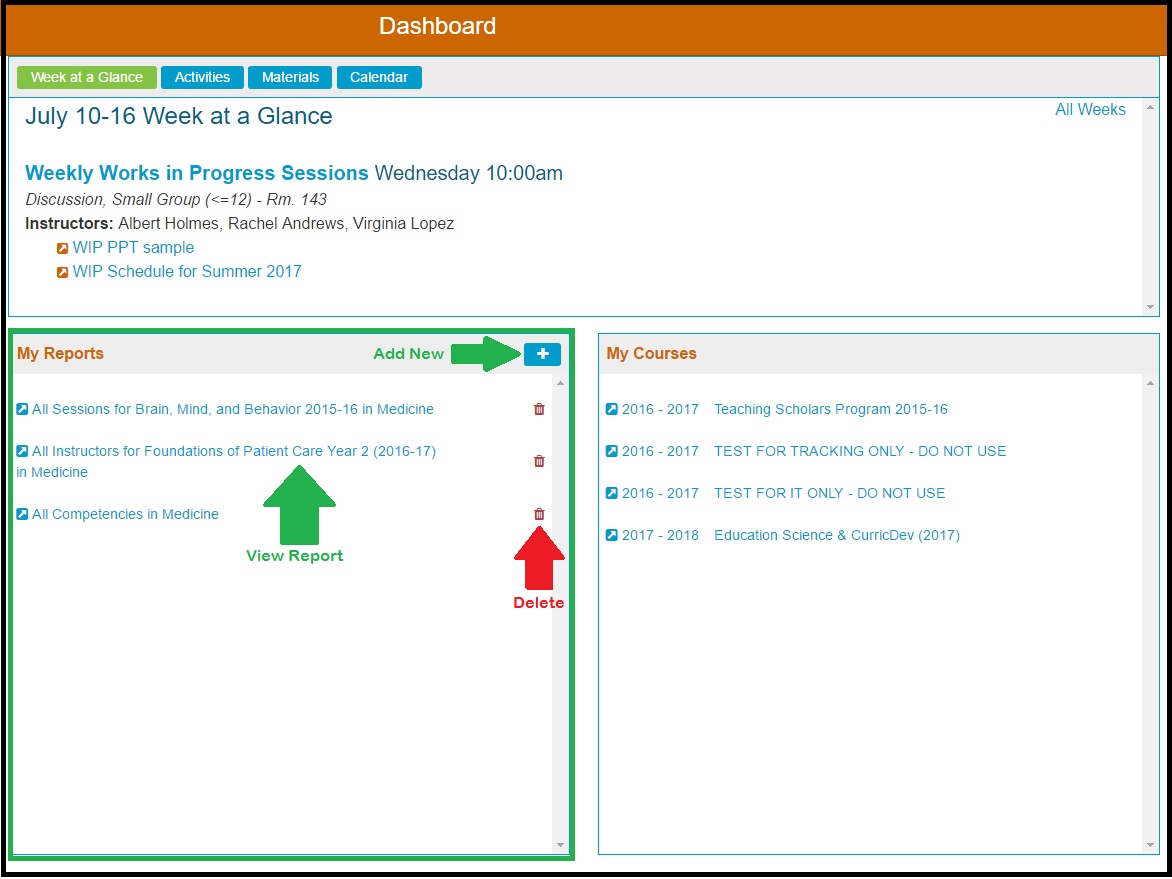 Dashboard
Week at a Glance Activities Materials Calendar
July 10-16 Week at a Glance
All Weeks
Weekly Works in Progress Sessions Wednesday 10:00am
Discussion, Small Group (<=12) - Rm. 143
Instructors: Albert Holmes, Rachel Andrews, Virginia Lopez
WIP PPT sample
WIP Schedule for Summer 2017
My Reports
Add New
+
All Sessions for Brain, Mind, and Behavior 2015-16 in Medicine
All Instructors for Foundations of Patient Care Year 2 (2016-17)
in Medicine
All Competencies in Medicine
View Report
Delete
My Courses
2016 - 2017 Teaching Scholars Program 2015-16
2016 - 2017 TEST FOR TRACKING ONLY - DO NOT USE
2016 - 2017 TEST FOR IT ONLY - DO NOT USE
2017 - 2018 Education Science & CurricDev (2017)